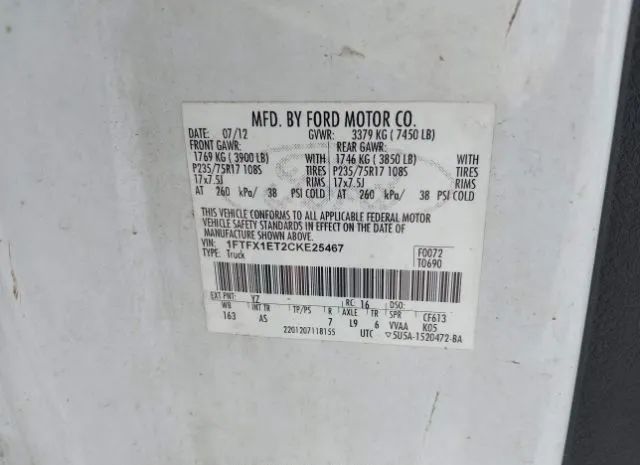 MFD. BY FORD MOTOR CO.
DATE: 07/12 GVWR: 3379 KG ( 7450 LB)
FRONT GAWR: REAR GAWR:
1769 KG ( 3900 LB) WITH 1746 KG ( 3850 LB) WITH
P235/75R17 108S TIRES P235/75R17 108S TIRES
17x7.5J RIMS 17x7.5J RIMS
AT 260 kPa/ 38 PSI COLD AT 260 kPa/ 38 PSI COLD
THIS VEHICLE CONFORMS TO ALL APPLICABLE FEDERAL MOTOR
VEHICLE SAFETY STANDARDS IN EFFECT ON THE DATE OF
MANUFACTURE SHOWN ABOVE.
VIN: 1FTFX1ET2CKE25467 F0072
TYPE: Truck T0690
EXT PNT: YZ - RC: 16 DSO:
WB INT TR TP/PS R AXLE TR SPR CF613
163 AS 7 L9 6 VVAA K05
2201207118155 UTC ▽5U5A-1520472-BA